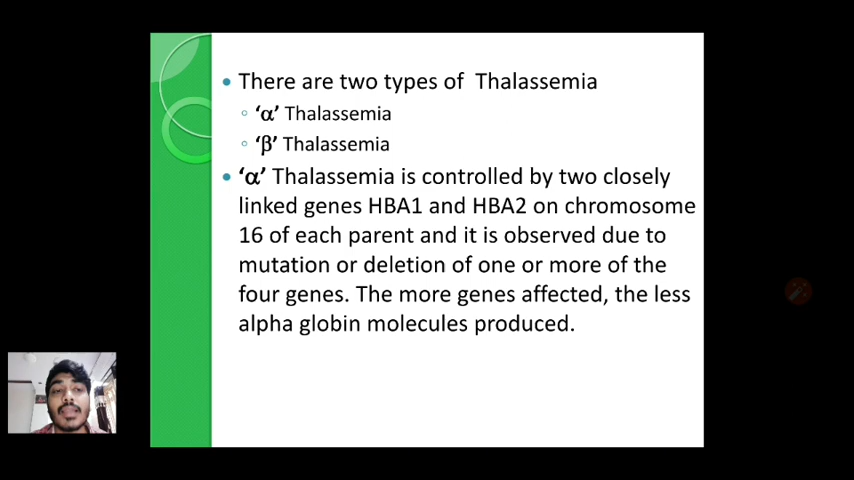 There are two types of Thalassemia
‘α’ Thalassemia
‘β’ Thalassemia
‘α’ Thalassemia is controlled by two closely
linked genes HBA1 and HBA2 on chromosome
16 of each parent and it is observed due to
mutation or deletion of one or more of the
four genes. The more genes affected, the less
alpha globin molecules produced.